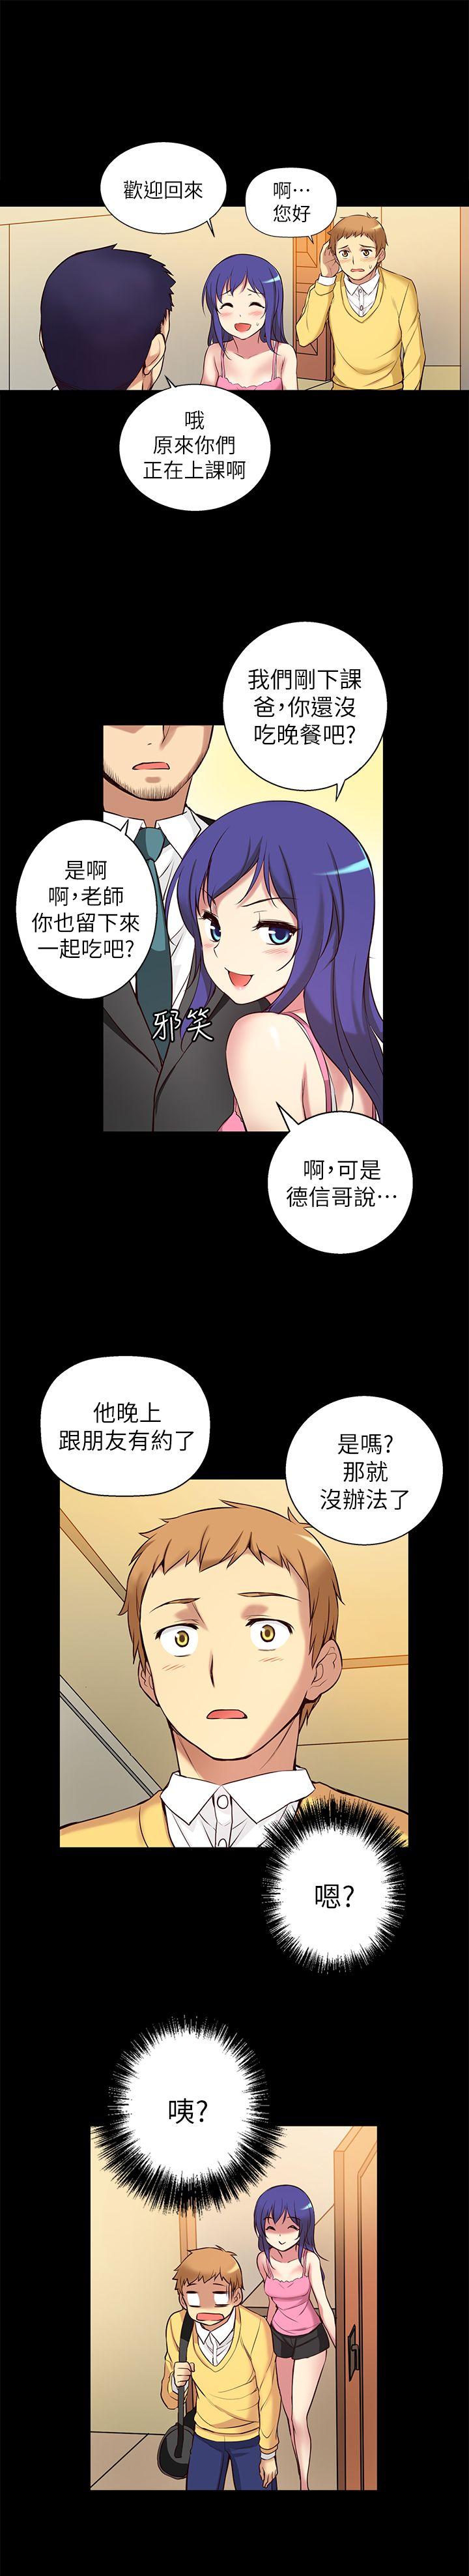 歡迎回來
啊⋯
您好
哦
原來你們
正在上課啊
我們剛下課
爸,你還沒
吃晚餐吧?
是啊
啊,老師
你也留下來
一起吃吧?
邪笑
啊,可是
德信哥說⋯
他晚上
跟朋友有約了
是嗎?
那就
沒辦法了
嗯?
咦?